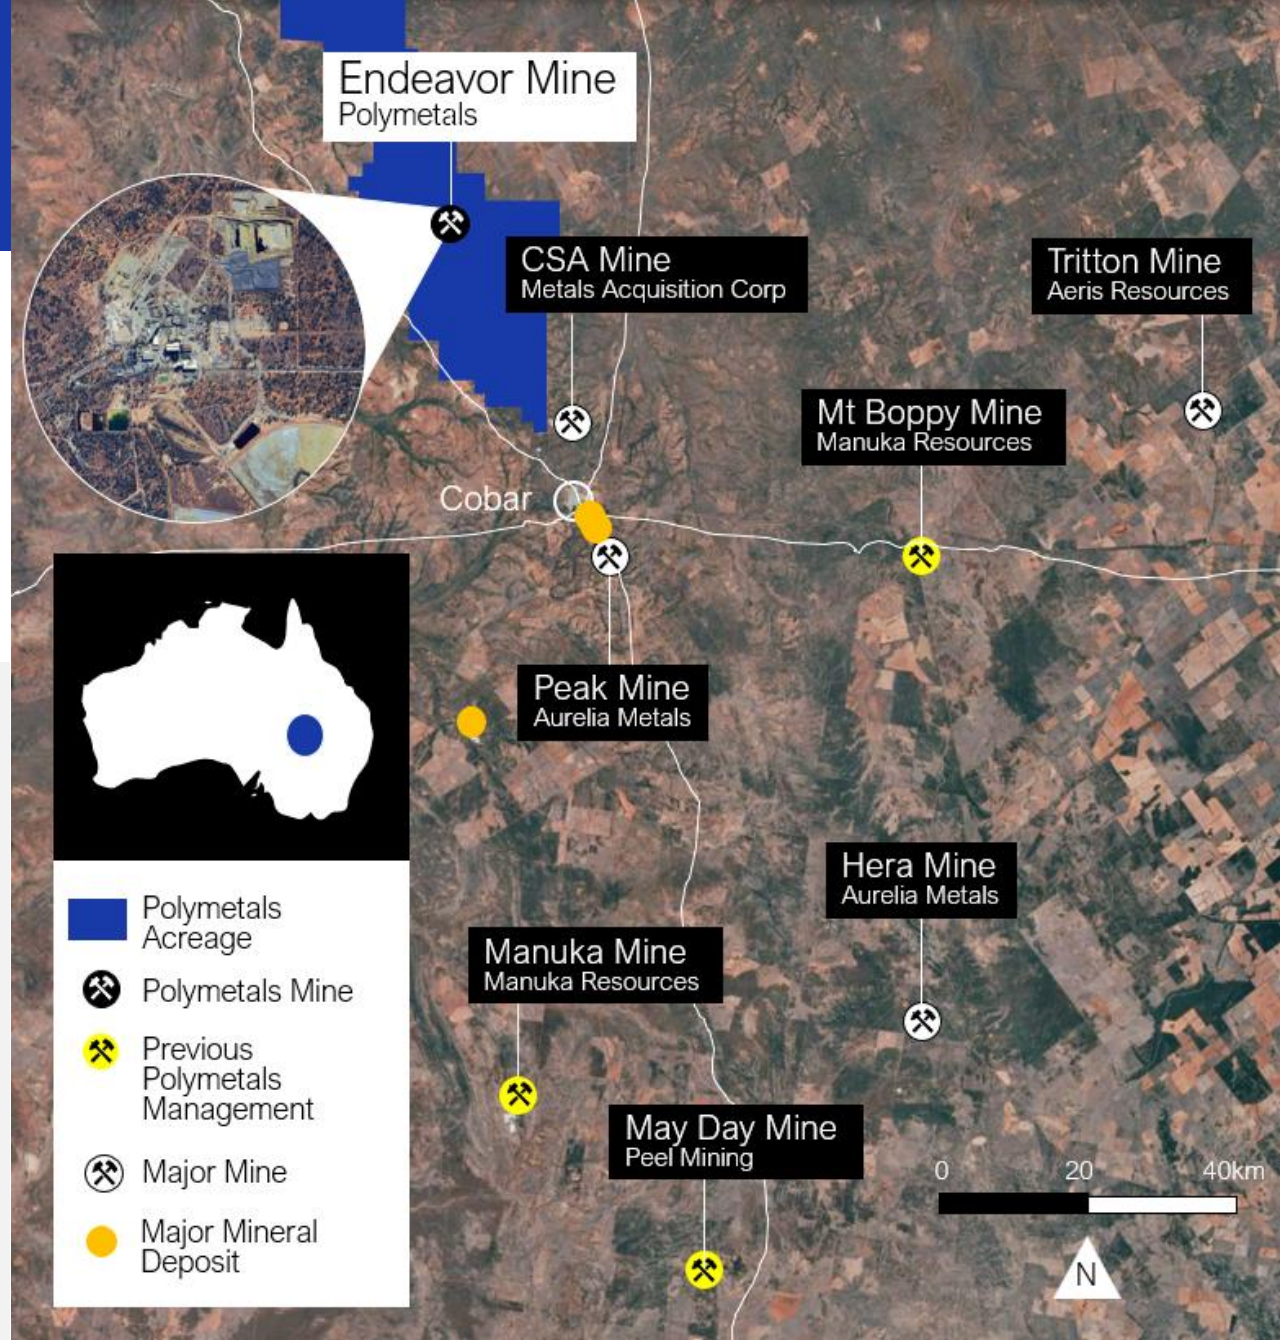 Endeavor Mine
Polymetals
CSA Mine
Metals Acquisition Corp
Tritton Mine
Aeris Resources
Mt Boppy Mine
Manuka Resources
Cobar
Peak Mine
Aurelia Metals
Hera Mine
Aurelia Metals
Manuka Mine
Manuka Resources
May Day Mine
Peel Mining
Polymetals
Acreage
Polymetals Mine
Previous
Polymetals
Management
Major Mine
Major Mineral
Deposit
0 20 40km
N